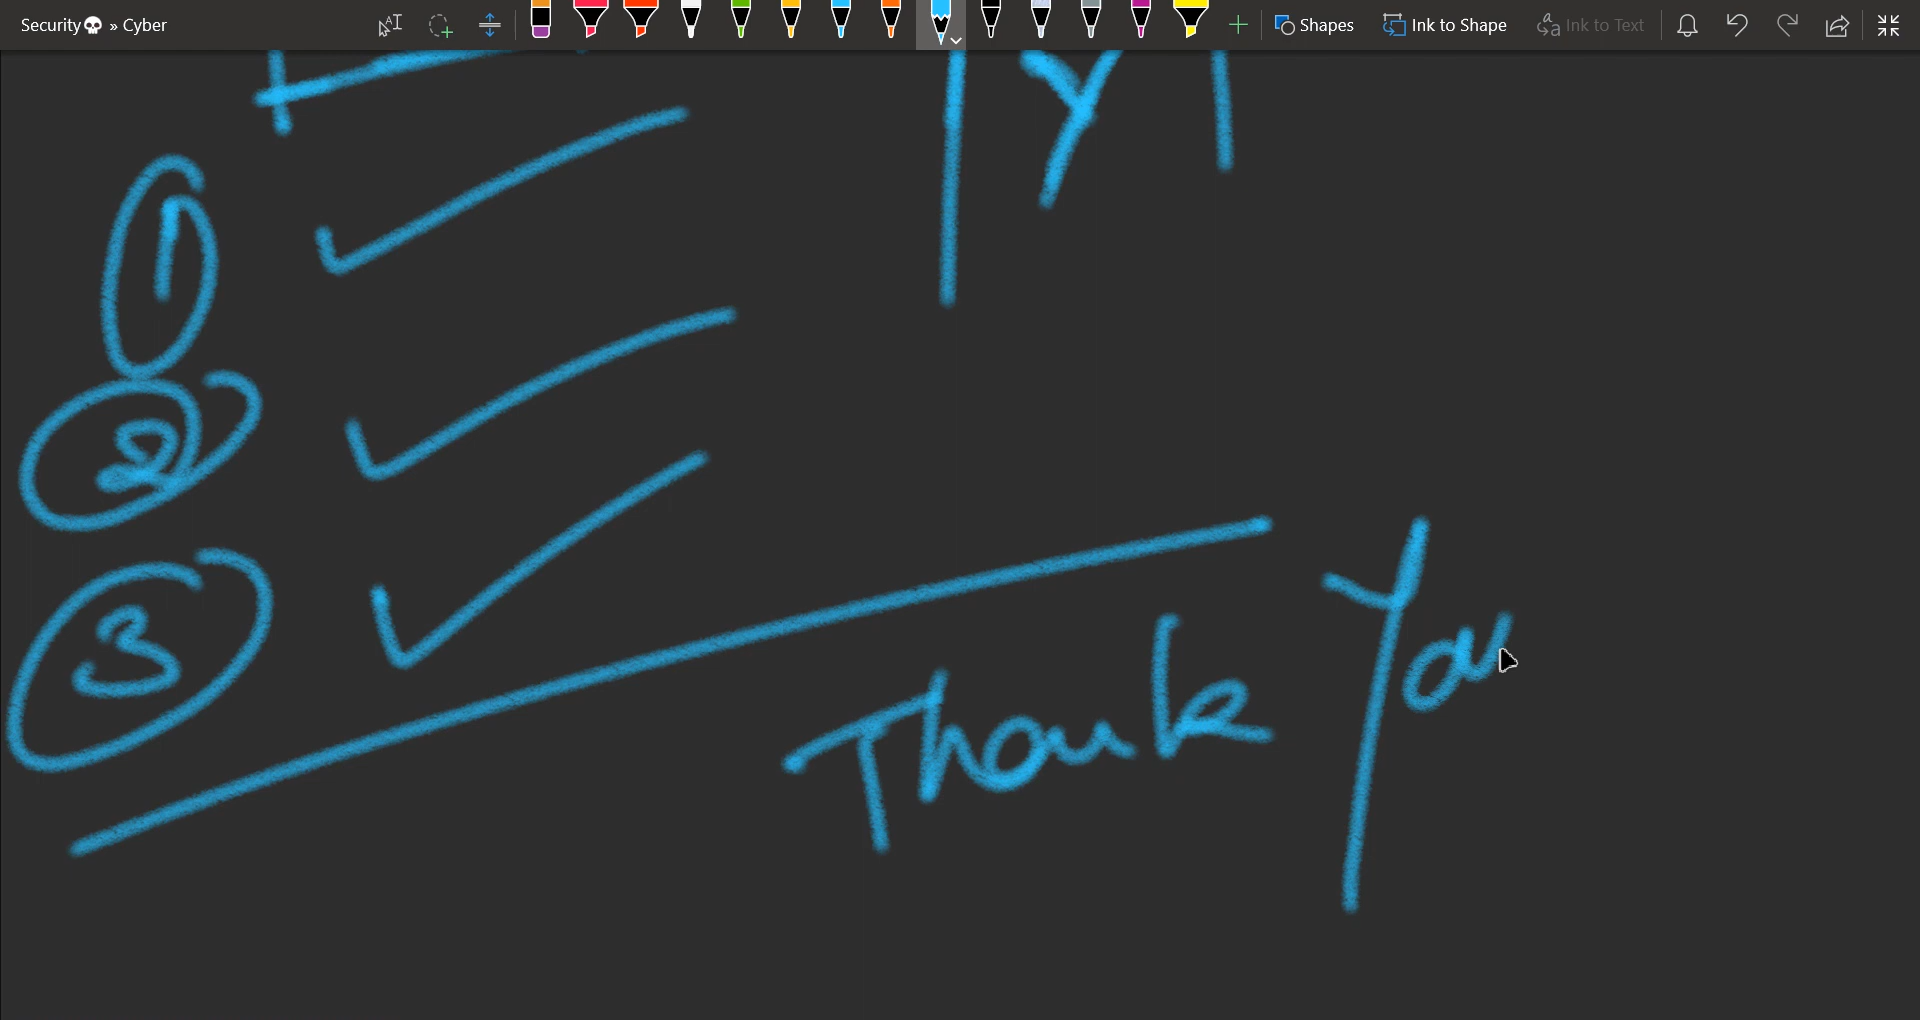 Security💀 » Cyber
Shapes
Ink to Shape
Ink to Text
Y
1
2
3
Thank You